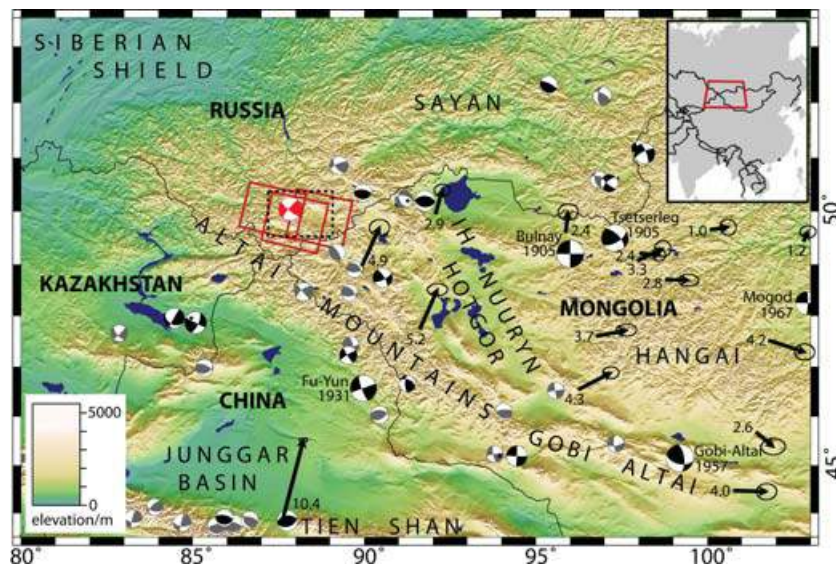 SIBERIAN
SHIELD
RUSSIA
SAYAN
50°
ALTAI MOUNTAINS
2.9
2.4
Bulnay
1905
Tsetserleg
1905
2.4
3.3
2.8
1.0
1.2
IH NUURYN
HOTGOR
4.9
5.2
KAZAKHSTAN
MONGOLIA
Mogod
1967
3.7
HANGAI
4.2
4.3
Fu-Yun
1931
CHINA
GOBI ALTAI
2.6
45°
Gobi-Altai
1957
4.0
JUNGGAR
BASIN
10.4
TIEN SHAN
5000
0
elevation/m
80°
85°
90°
95°
100°